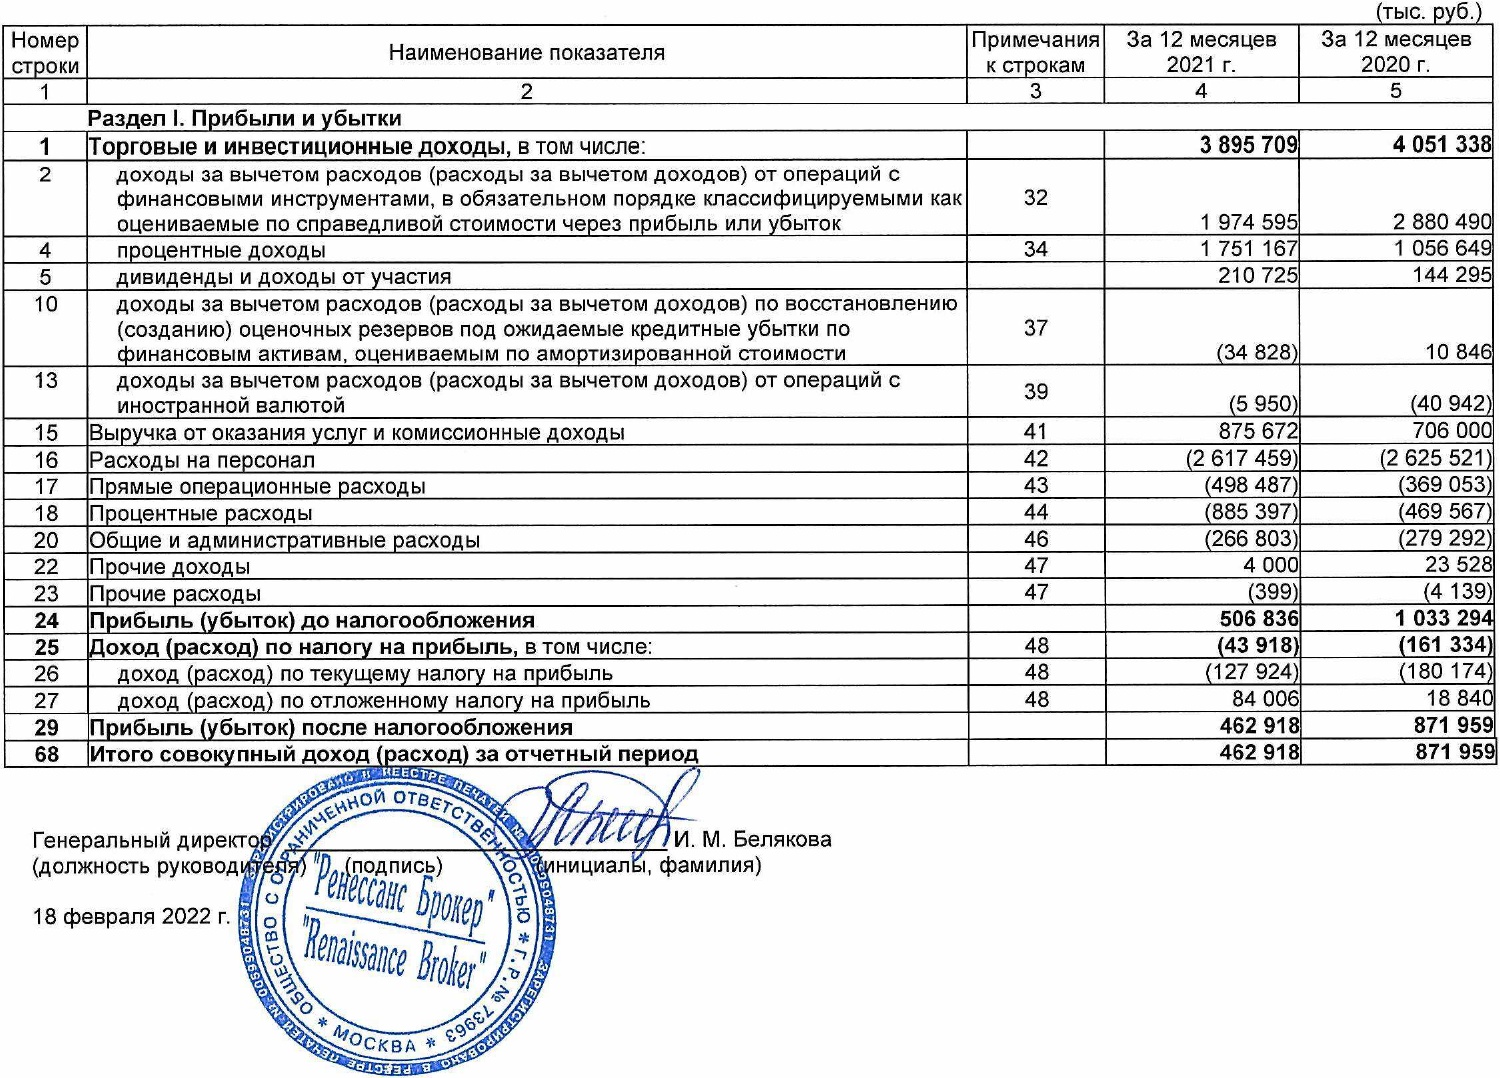 (тыс. руб.)
Номер строки Наименование показателя Примечания к строкам За 12 месяцев 2021 г. За 12 месяцев 2020 г.
1 2 3 4 5
Раздел I. Прибыли и убытки
1 Торговые и инвестиционные доходы, в том числе: 3 895 709 4 051 338
2 доходы за вычетом расходов (расходы за вычетом доходов) от операций с
финансовыми инструментами, в обязательном порядке классифицируемыми как 32
оцениваемые по справедливой стоимости через прибыль или убыток 1 974 595 2 880 490
4 процентные доходы 34 1 751 167 1 056 649
5 дивиденды и доходы от участия 210 725 144 295
10 доходы за вычетом расходов (расходы за вычетом доходов) по восстановлению
(созданию) оценочных резервов под ожидаемые кредитные убытки по 37
финансовым активам, оцениваемым по амортизированной стоимости (34 828) 10 846
13 доходы за вычетом расходов (расходы за вычетом доходов) от операций с 39
иностранной валютой (5 950) (40 942)
15 Выручка от оказания услуг и комиссионные доходы 41 875 672 706 000
16 Расходы на персонал 42 (2 617 459) (2 625 521)
17 Прямые операционные расходы 43 (498 487) (369 053)
18 Процентные расходы 44 (885 397) (469 567)
20 Общие и административные расходы 46 (266 803) (279 292)
22 Прочие доходы 47 4 000 23 528
23 Прочие расходы 47 (399) (4 139)
24 Прибыль (убыток) до налогообложения 506 836 1 033 294
25 Доход (расход) по налогу на прибыль, в том числе: 48 (43 918) (161 334)
26 доход (расход) по текущему налогу на прибыль 48 (127 924) (180 174)
27 доход (расход) по отложенному налогу на прибыль 48 84 006 18 840
29 Прибыль (убыток) после налогообложения 462 918 871 959
68 Итого совокупный доход (расход) за отчетный период 462 918 871 959
Генеральный директор И. М. Белякова
(должность руководителя) (подпись) (инициалы, фамилия)
18 февраля 2022 г.
ОБЩЕСТВО С ОГРАНИЧЕННОЙ ОТВЕТСТВЕННОСТЬЮ * Г.Р.№ 73963 * МОСКВА *
"Ренессанс Брокер"
"Renaissance Broker"